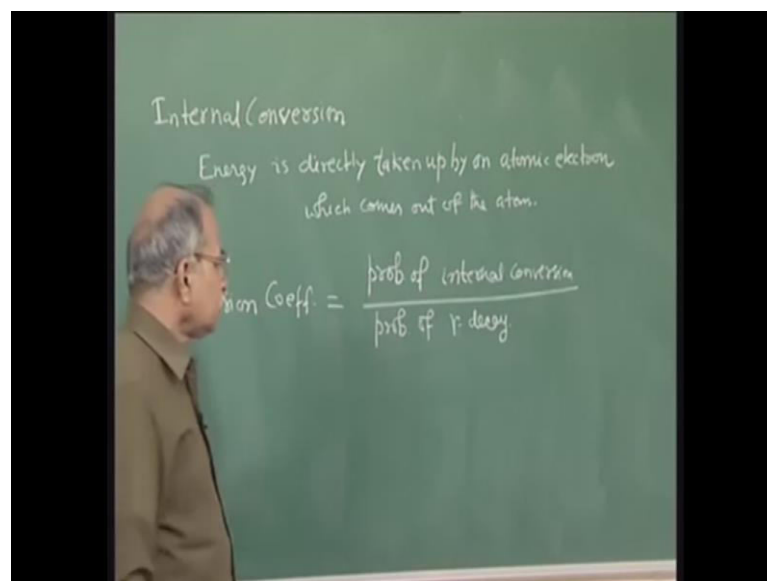 Internal Conversion
Energy is directly taken up by an atomic electron
which comes out of the atom.
Coeff. = prob of internal conversion
prob of γ-decay.